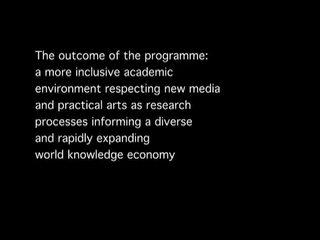 The outcome of the programme:
a more inclusive academic
environment respecting new media
and practical arts as research
processes informing a diverse
and rapidly expanding
world knowledge economy